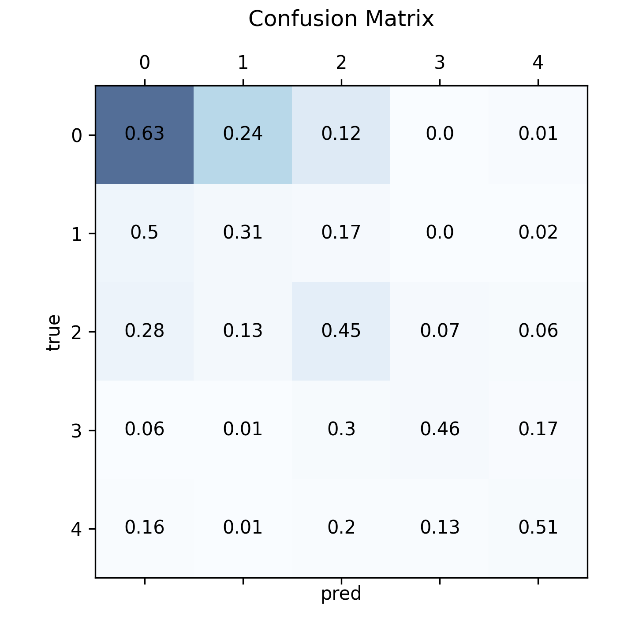 Confusion Matrix
0 1 2 3 4
0 0.63 0.24 0.12 0.0 0.01
1 0.5 0.31 0.17 0.0 0.02
2 0.28 0.13 0.45 0.07 0.06
true
3 0.06 0.01 0.3 0.46 0.17
4 0.16 0.01 0.2 0.13 0.51
pred